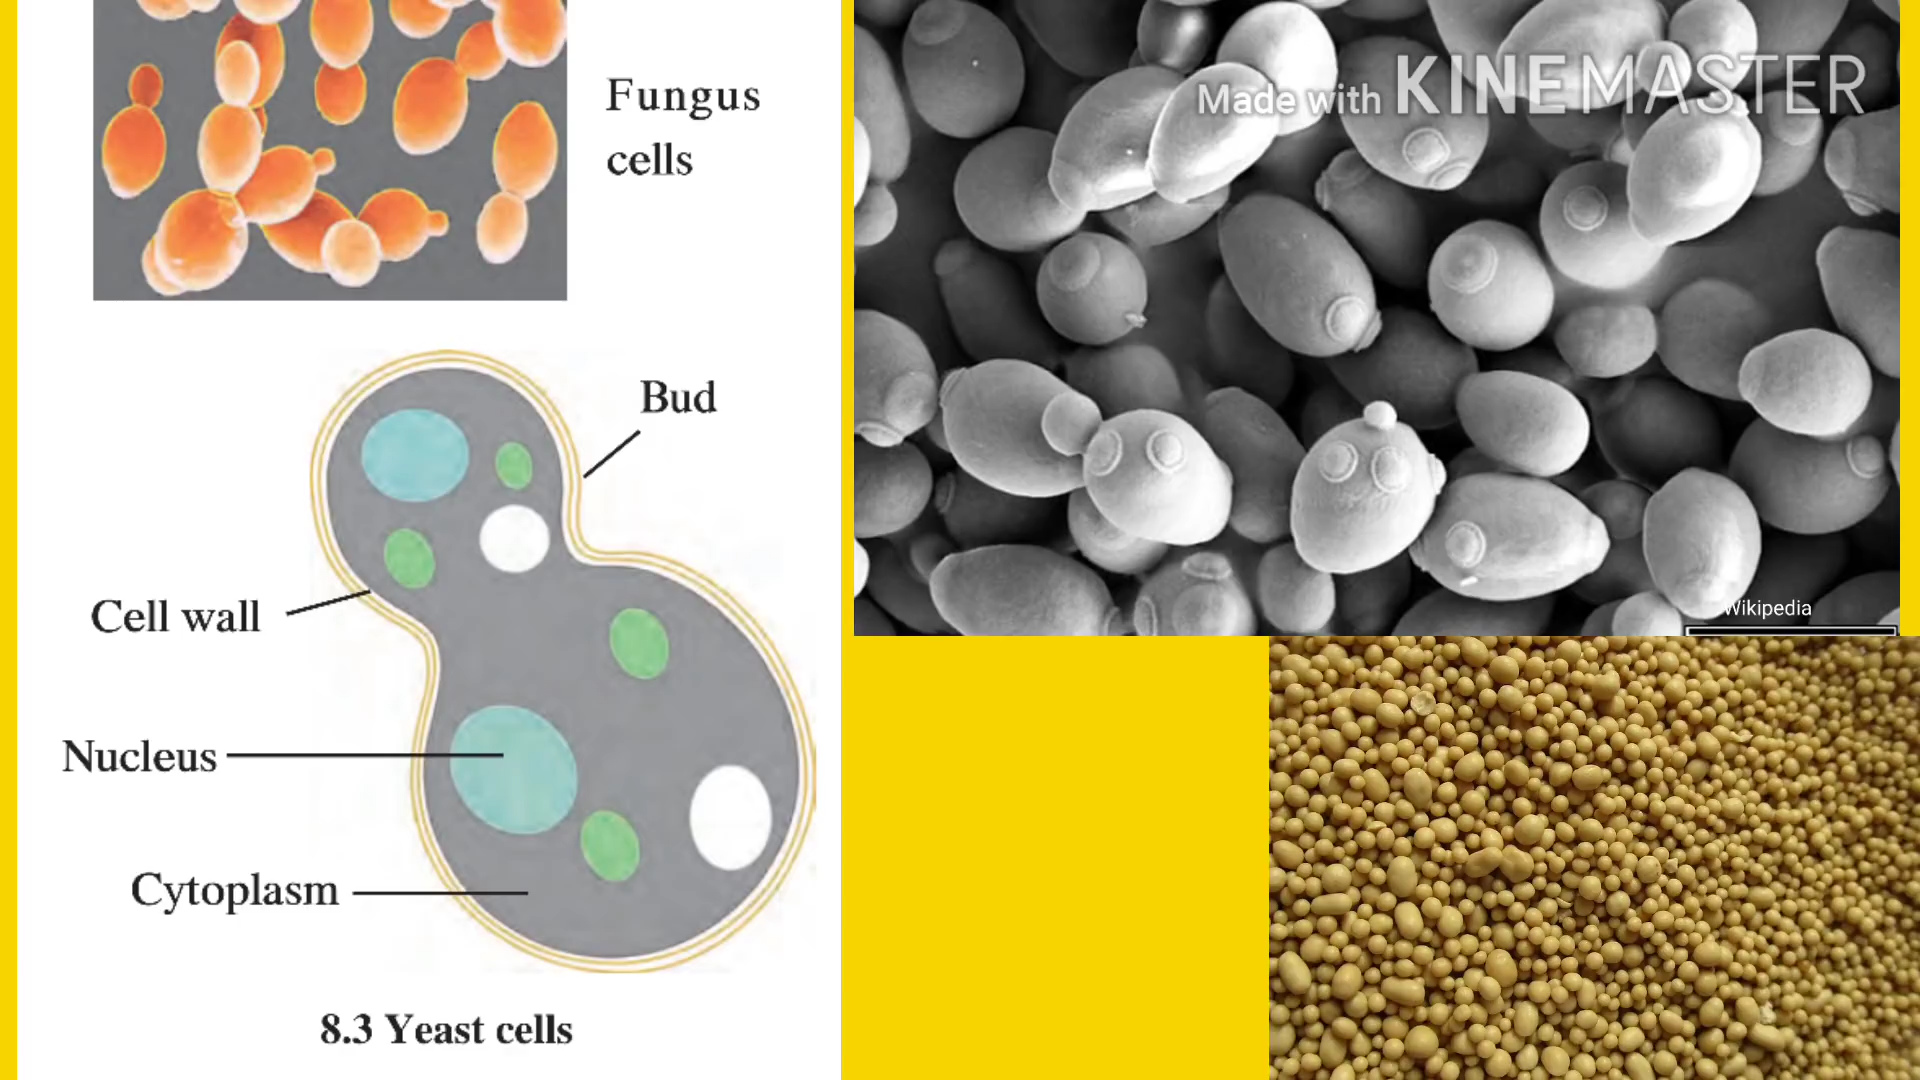 Fungus
cells
Bud
Cell wall
Nucleus
Cytoplasm
8.3 Yeast cells
Made with KINEMASTER
Wikipedia